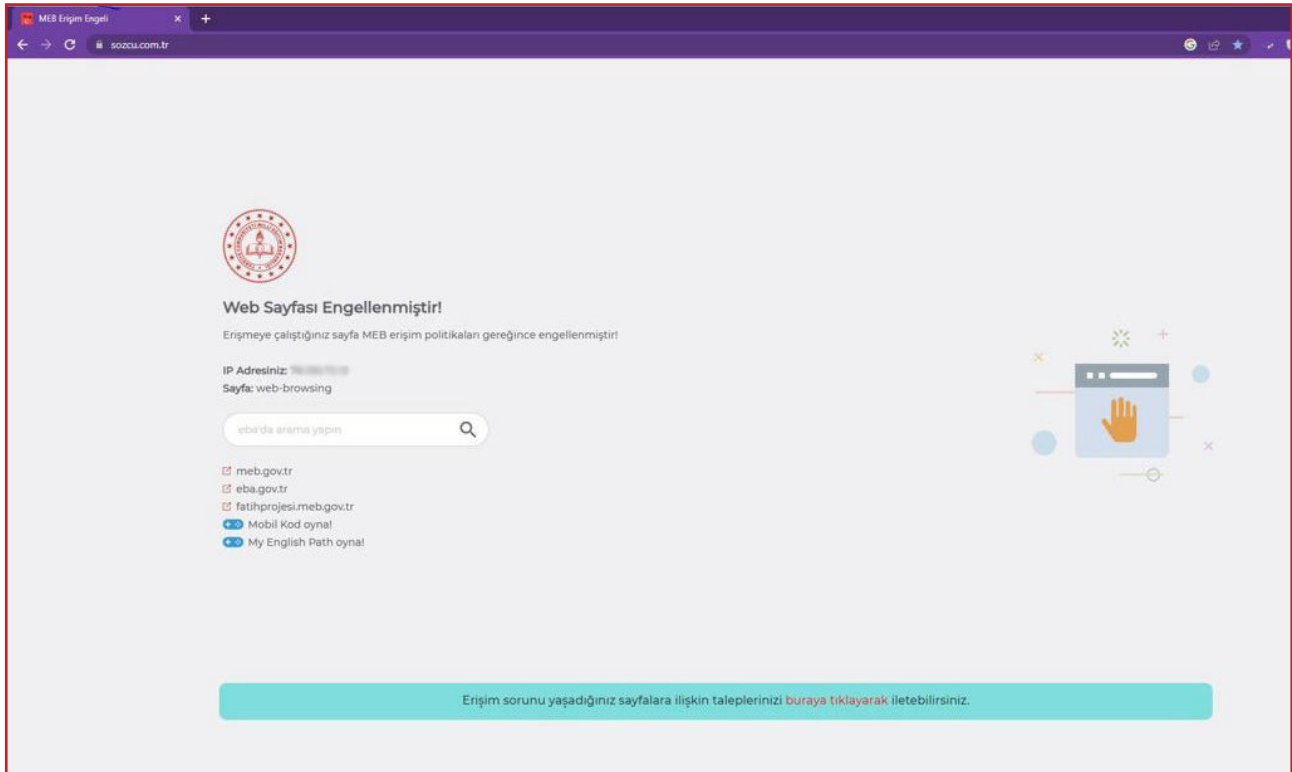 MEB Erişim Engeli
sozcu.com.tr
Web Sayfası Engellenmiştir!
Erişmeye çalıştığınız sayfa MEB erişim politikaları gereğince engellenmiştir!
IP Adresiniz:
Sayfa: web-browsing
eba'da arama yapın
meb.gov.tr
eba.gov.tr
fatihprojesi.meb.gov.tr
Mobil Kod oyna!
My English Path oyna!
Erişim sorunu yaşadığınız sayfalara ilişkin taleplerinizi buraya tıklayarak iletebilirsiniz.